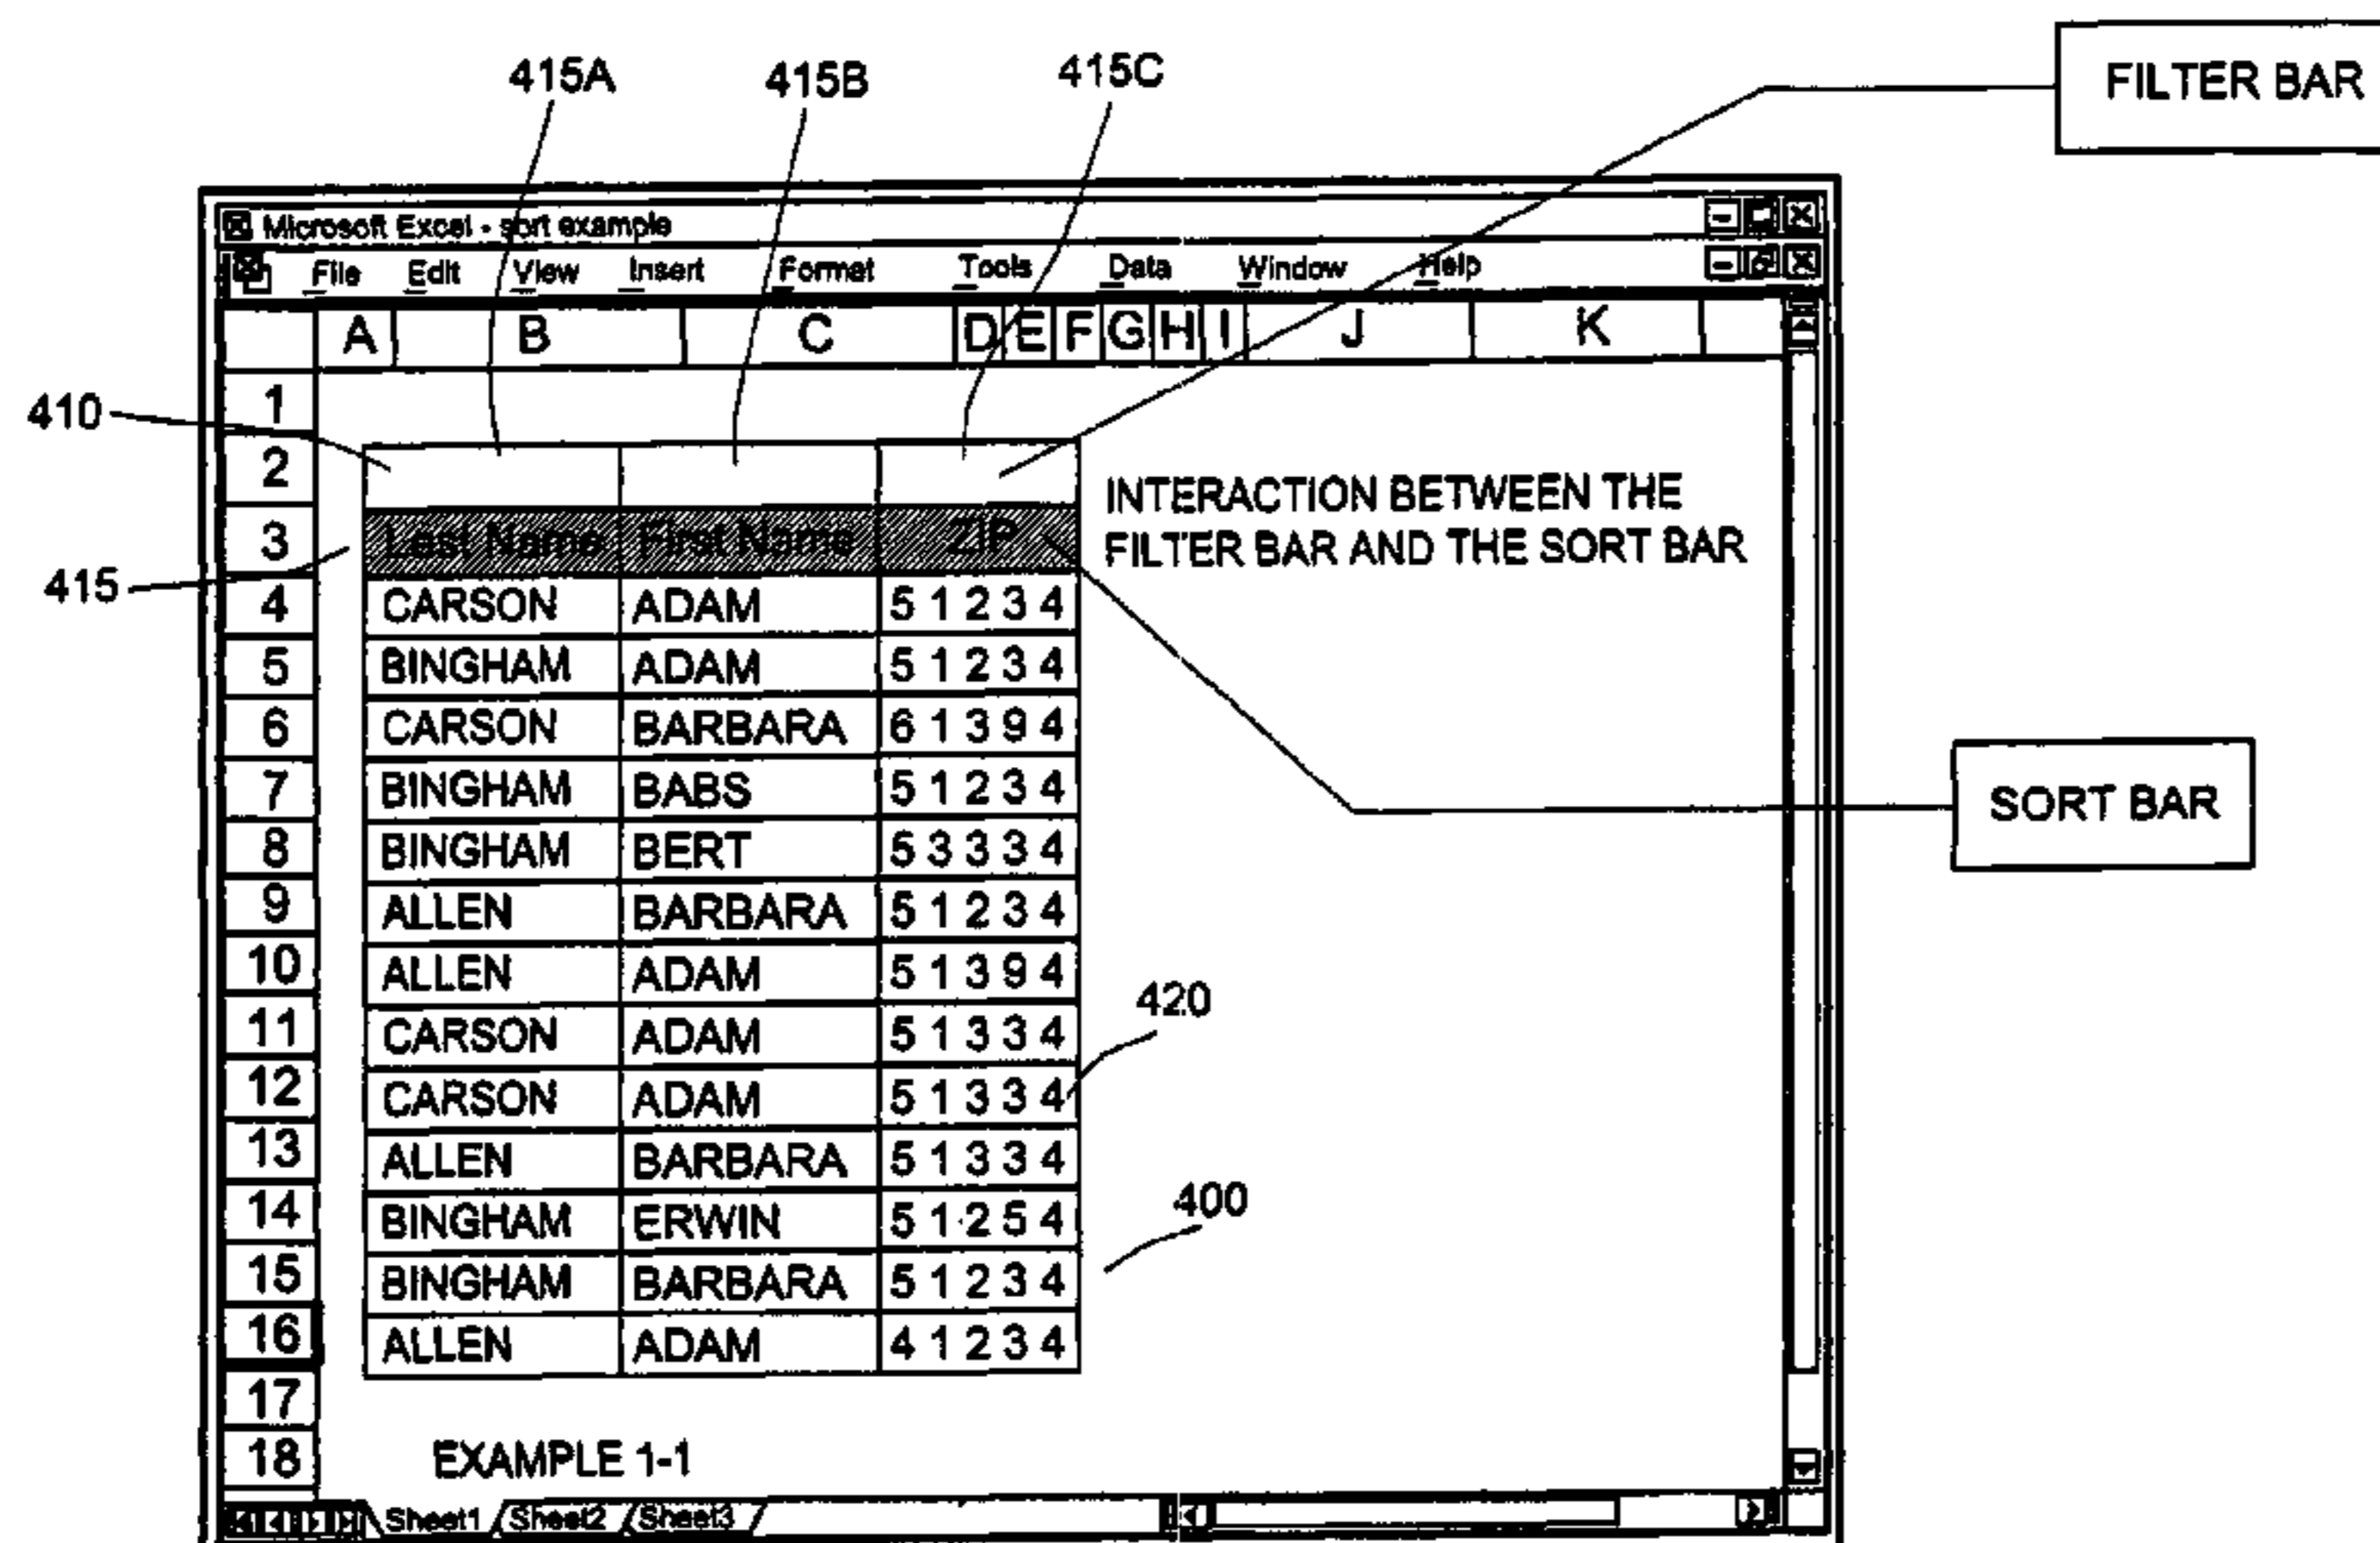 415A 415B 415C
FILTER BAR
Microsoft Excel - sort example
File Edit View Insert Format Tools Data Window Help
A B C D E F G H I J K
1
410
2
INTERACTION BETWEEN THE
FILTER BAR AND THE SORT BAR
3 Last Name First Name ZIP
415
4 CARSON ADAM 5 1 2 3 4
5 BINGHAM ADAM 5 1 2 3 4
6 CARSON BARBARA 6 1 3 9 4
7 BINGHAM BABS 5 1 2 3 4
SORT BAR
8 BINGHAM BERT 5 3 3 3 4
9 ALLEN BARBARA 5 1 2 3 4
10 ALLEN ADAM 5 1 3 9 4
420
11 CARSON ADAM 5 1 3 3 4
12 CARSON ADAM 5 1 3 3 4
13 ALLEN BARBARA 5 1 3 3 4
14 BINGHAM ERWIN 5 1 2 5 4
400
15 BINGHAM BARBARA 5 1 2 3 4
16 ALLEN ADAM 4 1 2 3 4
17
18 EXAMPLE 1-1
Sheet1 Sheet2 Sheet3